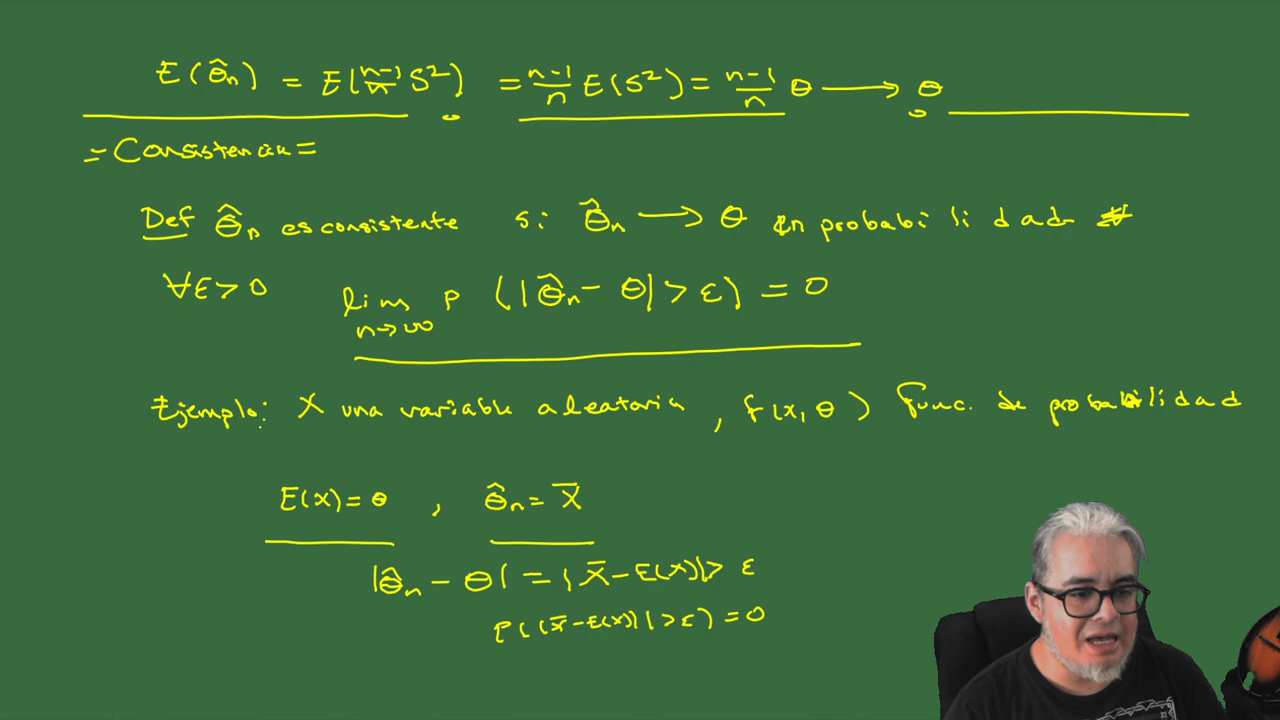 E(θ̂n) = E(n-1/n S²) = n-1/n E(S²) = n-1/n θ → θ
= Consistencia =
Def θ̂n es consistente si θ̂n → θ en probabilidad
∀ε > 0 lim n→∞ P (|θ̂n - θ| > ε) = 0
Ejemplo: X una variable aleatoria, f(x, θ) func. de probabilidad
E(X) = θ , θ̂n = X̄
|θ̂n - θ| = |X̄ - E(X)| > ε
P((X̄ - E(X))| > ε) = 0